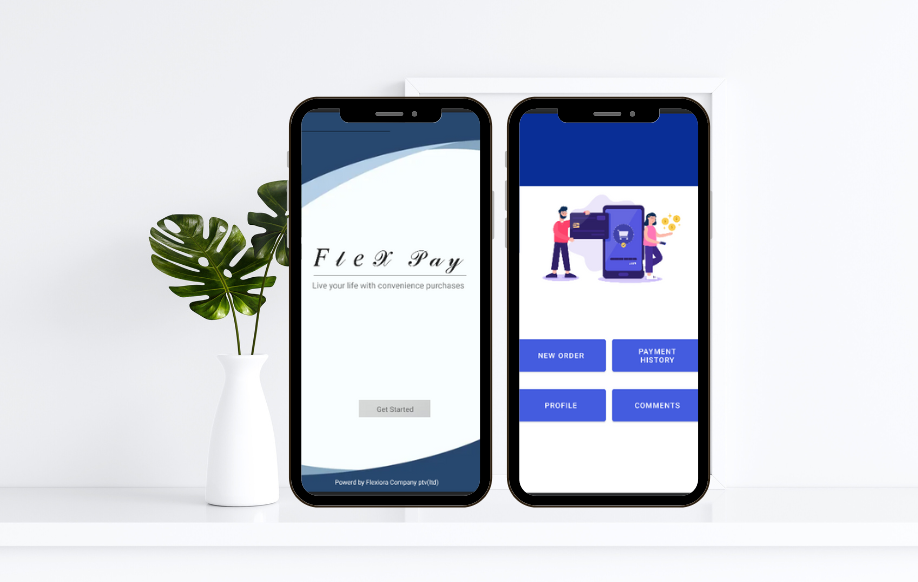 Flex Pay
Live your life with convenience purchases
Get Started
Powerd by Flexiora Company ptv(ltd)
NEW ORDER
PAYMENT
HISTORY
PROFILE
COMMENTS